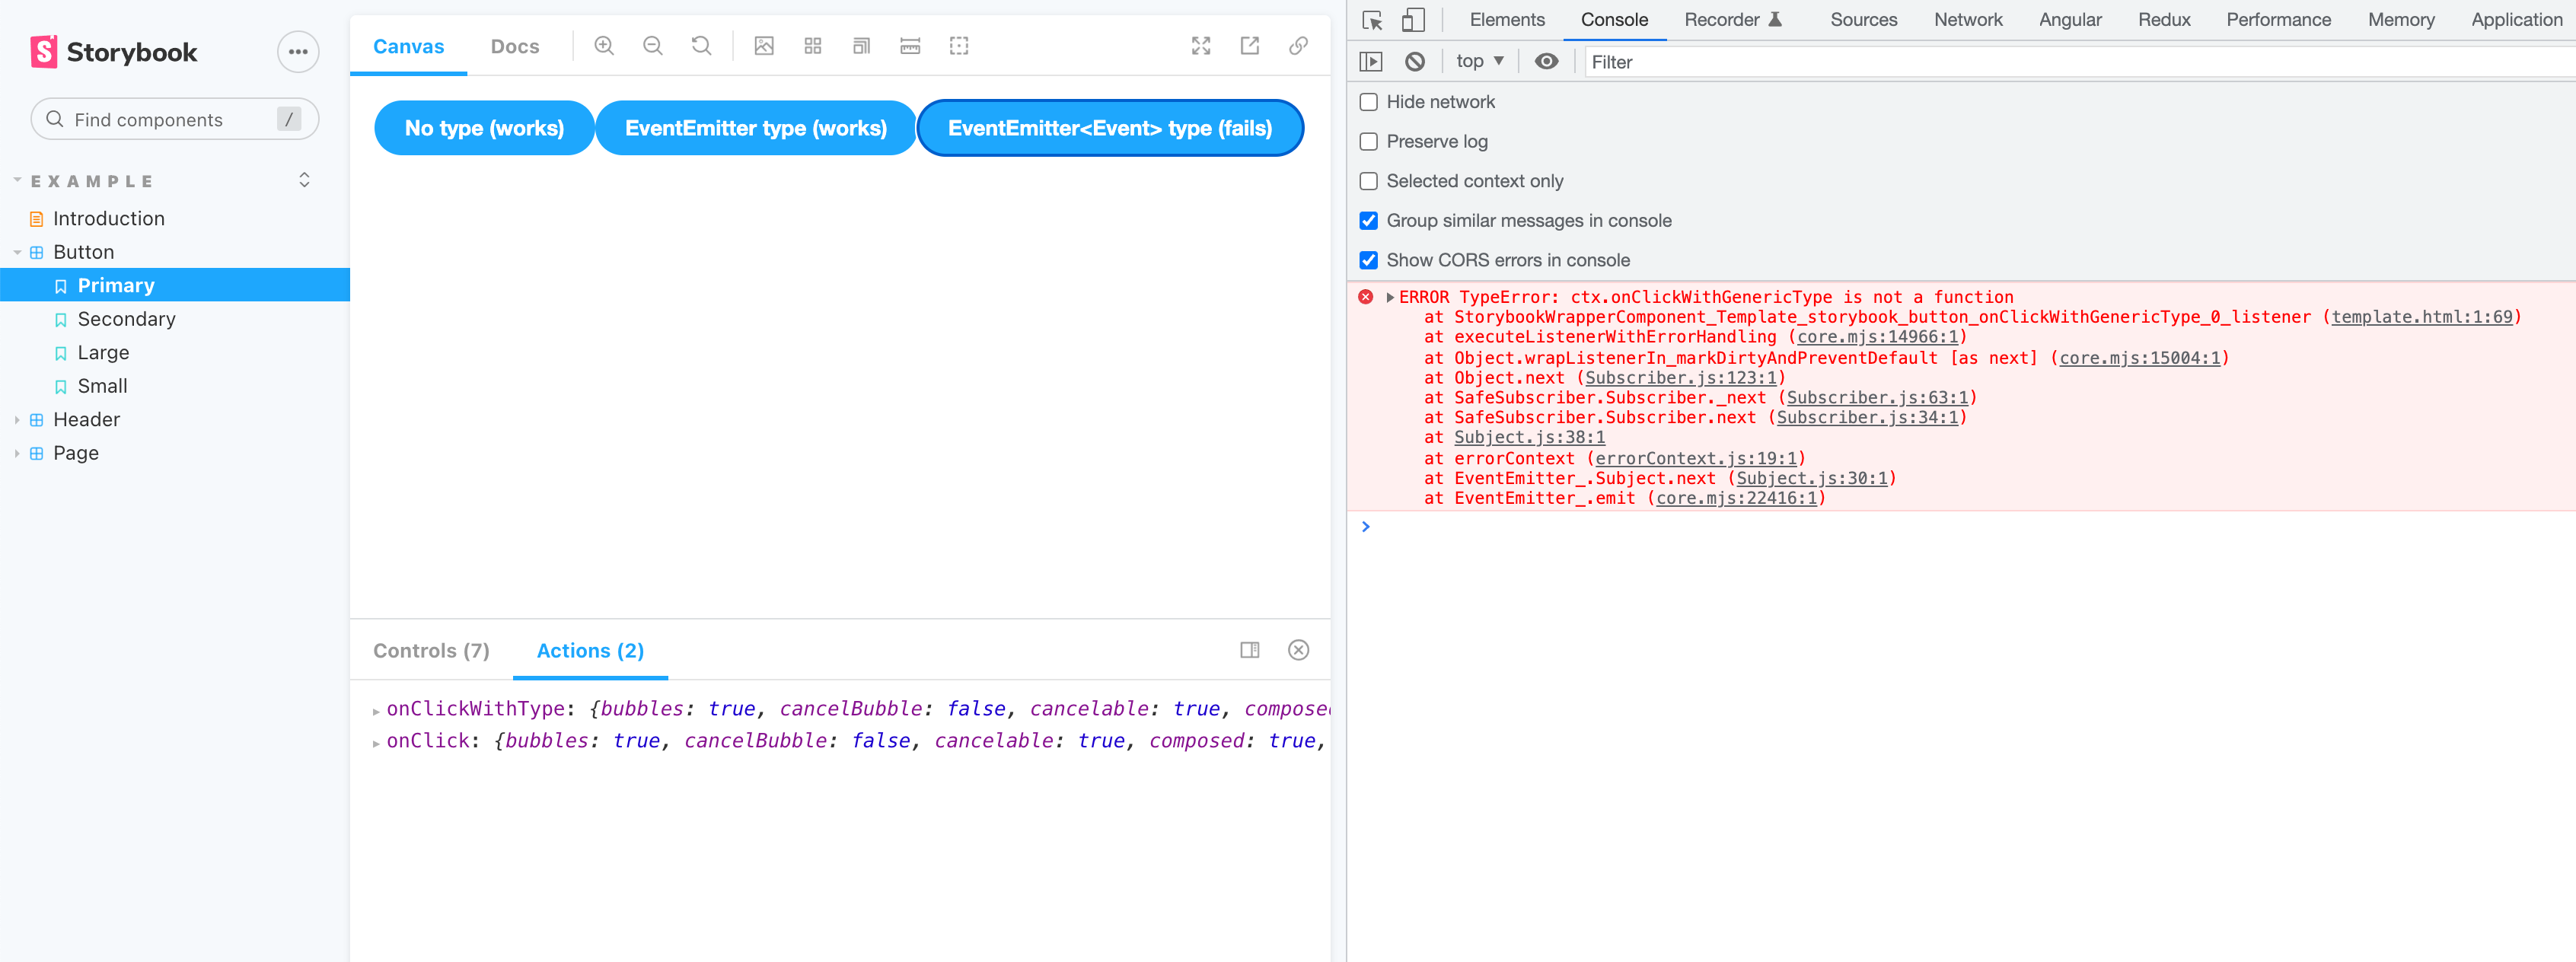 Storybook
Find components
/
EXAMPLE
Introduction
Button
Primary
Secondary
Large
Small
Header
Page
Canvas
Docs
No type (works)
EventEmitter type (works)
EventEmitter<Event> type (fails)
Controls (7)
Actions (2)
onClickWithType: {bubbles: true, cancelBubble: false, cancelable: true, composed
onClick: {bubbles: true, cancelBubble: false, cancelable: true, composed: true,
Elements
Console
Recorder
Sources
Network
Angular
Redux
Performance
Memory
Application
top
Filter
Hide network
Preserve log
Selected context only
Group similar messages in console
Show CORS errors in console
ERROR TypeError: ctx.onClickWithGenericType is not a function
at StorybookWrapperComponent_Template_storybook_button_onClickWithGenericType_0_listener (template.html:1:69)
at executeListenerWithErrorHandling (core.mjs:14966:1)
at Object.wrapListenerIn_markDirtyAndPreventDefault [as next] (core.mjs:15004:1)
at Object.next (Subscriber.js:123:1)
at SafeSubscriber.Subscriber._next (Subscriber.js:63:1)
at SafeSubscriber.Subscriber.next (Subscriber.js:34:1)
at Subject.js:38:1
at errorContext (errorContext.js:19:1)
at EventEmitter_.Subject.next (Subject.js:30:1)
at EventEmitter_.emit (core.mjs:22416:1)